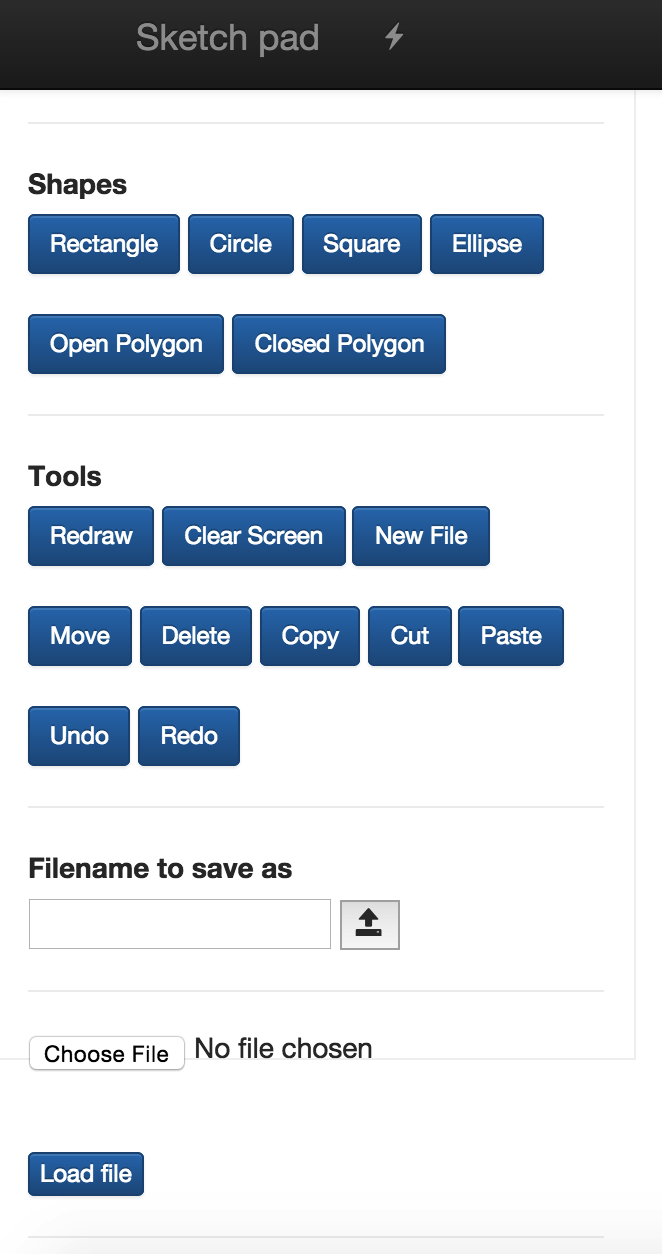 Sketch pad
Shapes
Rectangle Circle Square Ellipse
Open Polygon Closed Polygon
Tools
Redraw Clear Screen New File
Move Delete Copy Cut Paste
Undo Redo
Filename to save as
Choose File No file chosen
Load file